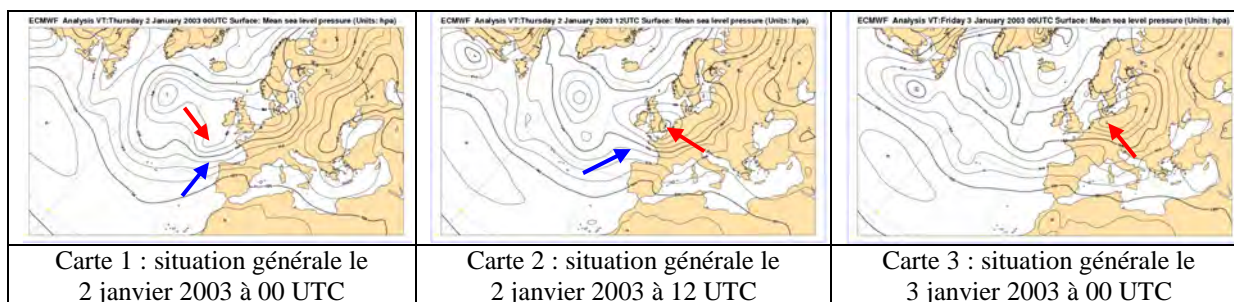 ECMWF Analysis VT:Thursday 2 January 2003 00UTC Surface: Mean sea level pressure (Units: hpa)
ECMWF Analysis VT:Thursday 2 January 2003 12UTC Surface: Mean sea level pressure (Units: hpa)
ECMWF Analysis VT:Friday 3 January 2003 00UTC Surface: Mean sea level pressure (Units: hpa)
Carte 1 : situation générale le
2 janvier 2003 à 00 UTC
Carte 2 : situation générale le
2 janvier 2003 à 12 UTC
Carte 3 : situation générale le
3 janvier 2003 à 00 UTC